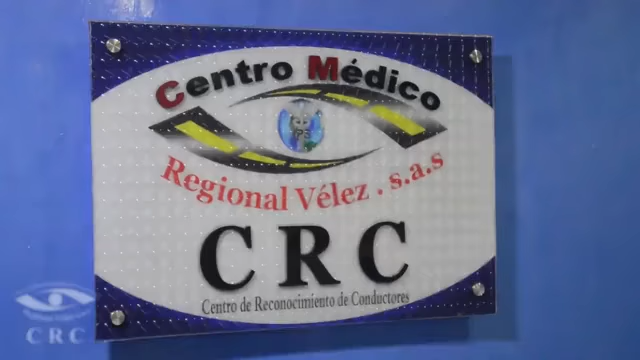 Centro Médico
Regional Vélez . s.a.s
CRC
Centro de Reconocimiento de Conductores
CRC